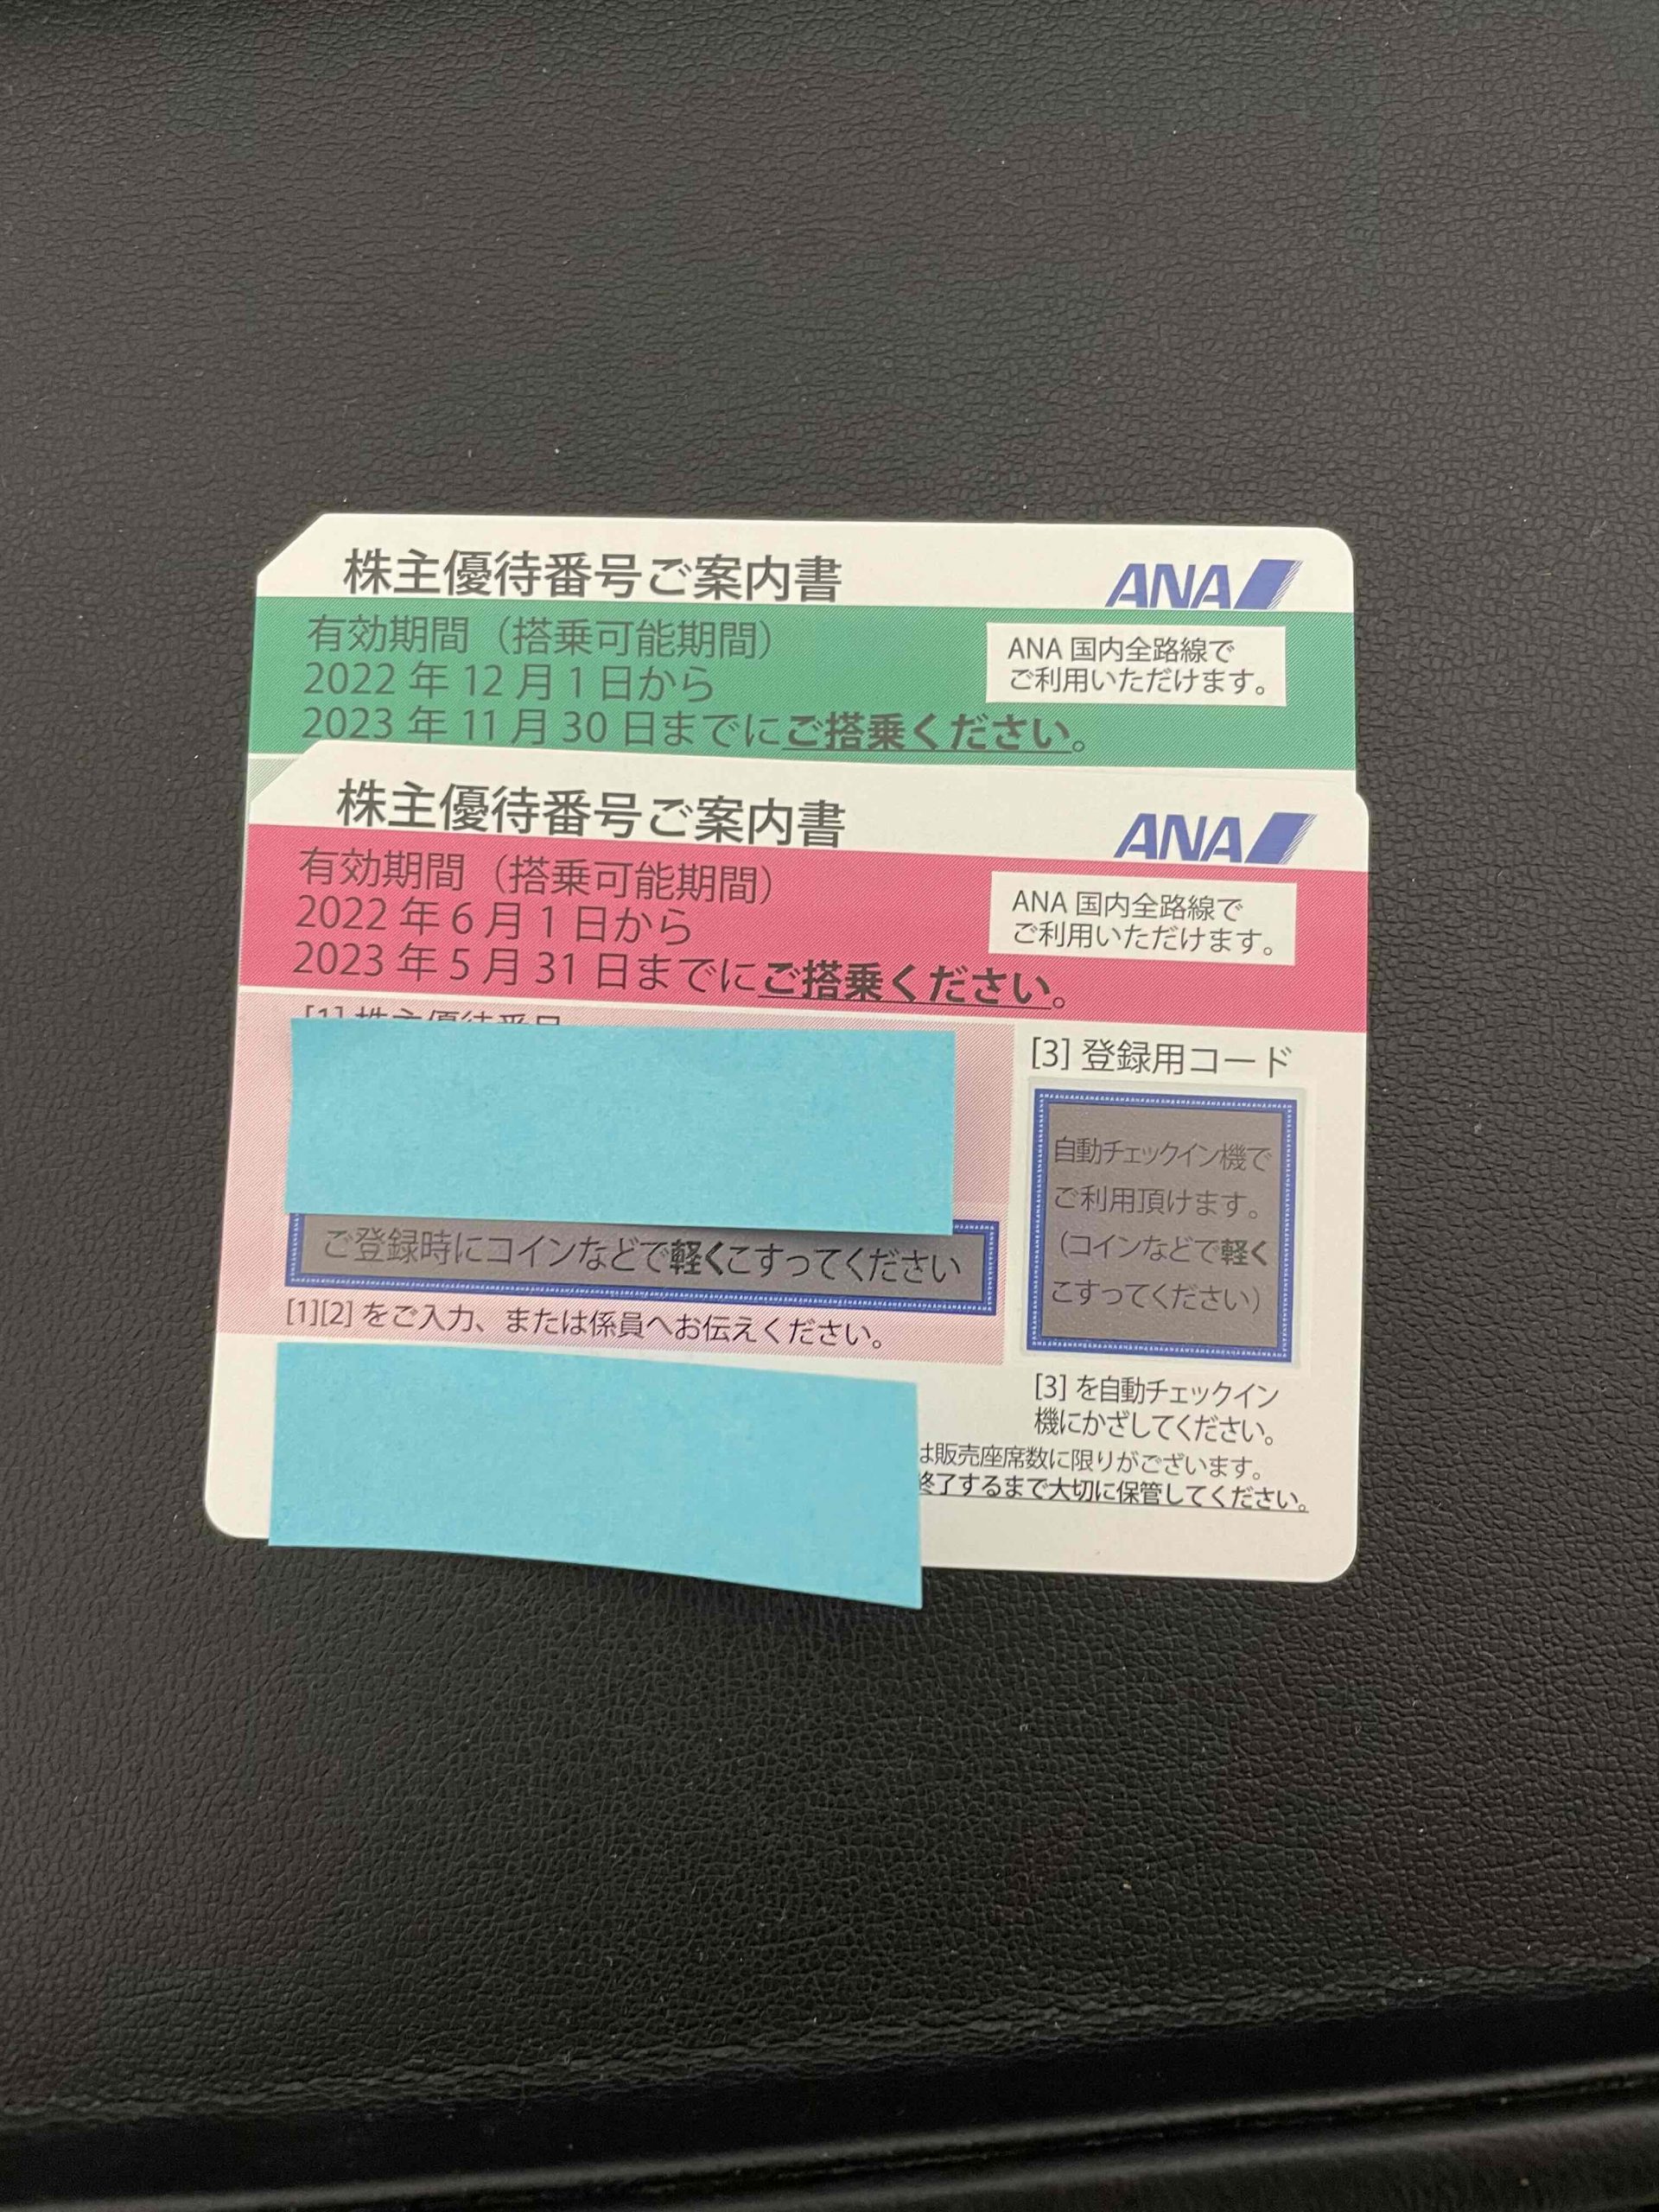 株主優待番号ご案内書
ANA
有効期間（搭乗可能期間）
2022 年 12 月 1 日から
2023 年 11 月 30 日までにご搭乗ください。
ANA 国内全路線で
ご利用いただけます。
株主優待番号ご案内書
ANA
有効期間（搭乗可能期間）
2022 年 6 月 1 日から
2023 年 5 月 31 日までにご搭乗ください。
ANA 国内全路線で
ご利用いただけます。
[1] 株主優待番号
ご登録時にコインなどで軽くこすってください
[1][2] をご入力、または係員へお伝えください。
[3] 登録用コード
自動チェックイン機で
ご利用頂けます。
（コインなどで軽く
こすってください）
[3] を自動チェックイン
機にかざしてください。
は販売座席数に限りがございます。
終了するまで大切に保管してください。